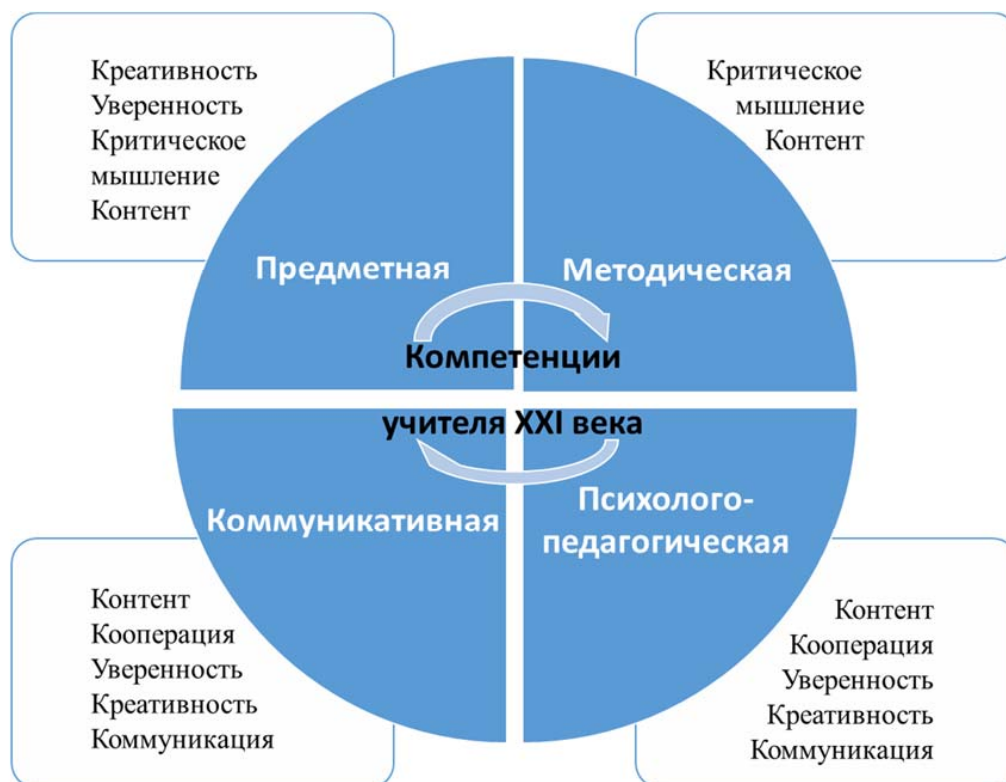 Креативность
Уверенность
Критическое
мышление
Контент
Критическое
мышление
Контент
Предметная
Методическая
Компетенции
учителя XXI века
Коммуникативная
Психолого-
педагогическая
Контент
Кооперация
Уверенность
Креативность
Коммуникация
Контент
Кооперация
Уверенность
Креативность
Коммуникация